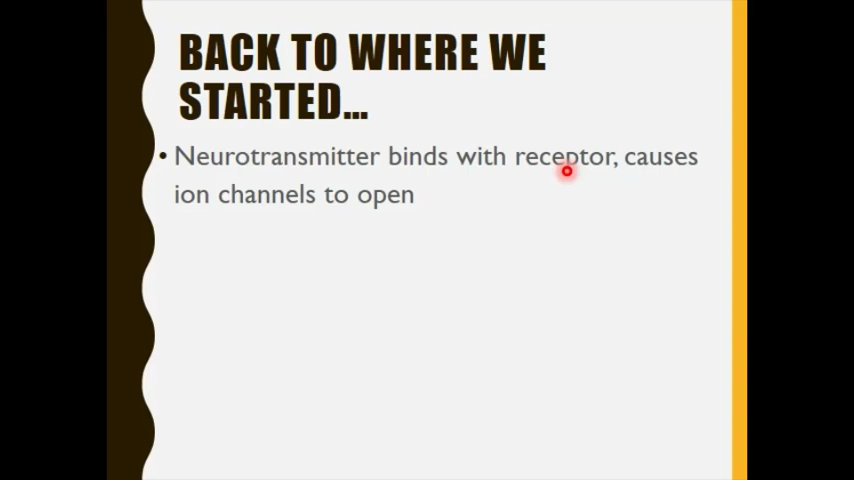 BACK TO WHERE WE
STARTED...
• Neurotransmitter binds with receptor, causes
ion channels to open